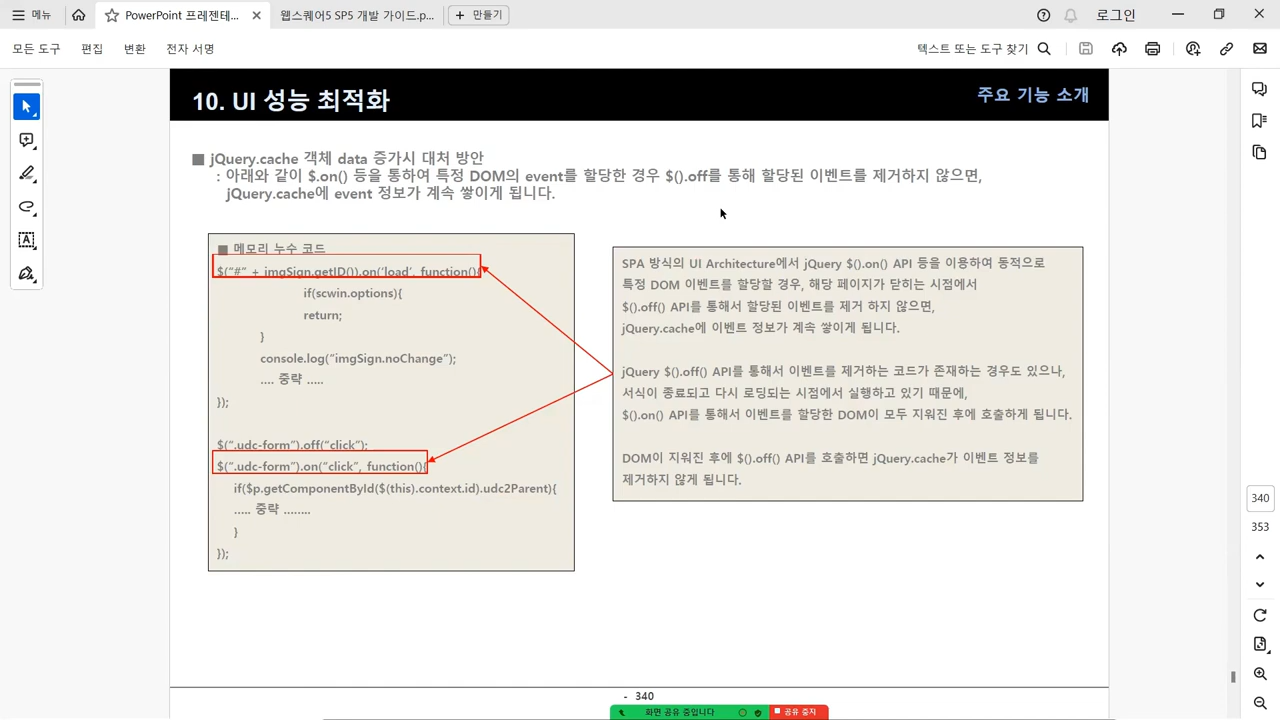 메뉴
PowerPoint 프레젠테...
웹스퀘어5 SP5 개발 가이드.p...
+ 만들기
로그인
모든 도구
편집
변환
전자 서명
텍스트 또는 도구 찾기
10. UI 성능 최적화
주요 기능 소개
■ jQuery.cache 객체 data 증가시 대처 방안
: 아래와 같이 $.on() 등을 통하여 특정 DOM의 event를 할당한 경우 $().off를 통해 할당된 이벤트를 제거하지 않으면,
jQuery.cache에 event 정보가 계속 쌓이게 됩니다.
■ 메모리 누수 코드
$("#" + imgSign.getID()).on('load', function(){
if(scwin.options){
return;
}
console.log("imgSign.noChange");
.... 중략 .....
});
$(".udc-form").off("click");
$(".udc-form").on("click", function(){
if($p.getComponentById($(this).context.id).udc2Parent){
..... 중략 ........
}
});
SPA 방식의 UI Architecture에서 jQuery $().on() API 등을 이용하여 동적으로
특정 DOM 이벤트를 할당할 경우, 해당 페이지가 닫히는 시점에서
$().off() API를 통해서 할당된 이벤트를 제거 하지 않으면,
jQuery.cache에 이벤트 정보가 계속 쌓이게 됩니다.
jQuery $().off() API를 통해서 이벤트를 제거하는 코드가 존재하는 경우도 있으나,
서식이 종료되고 다시 로딩되는 시점에서 실행하고 있기 때문에,
$().on() API를 통해서 이벤트를 할당한 DOM이 모두 지워진 후에 호출하게 됩니다.
DOM이 지워진 후에 $().off() API를 호출하면 jQuery.cache가 이벤트 정보를
제거하지 않게 됩니다.
340
353
- 340
화면 공유 중입니다
공유 중지